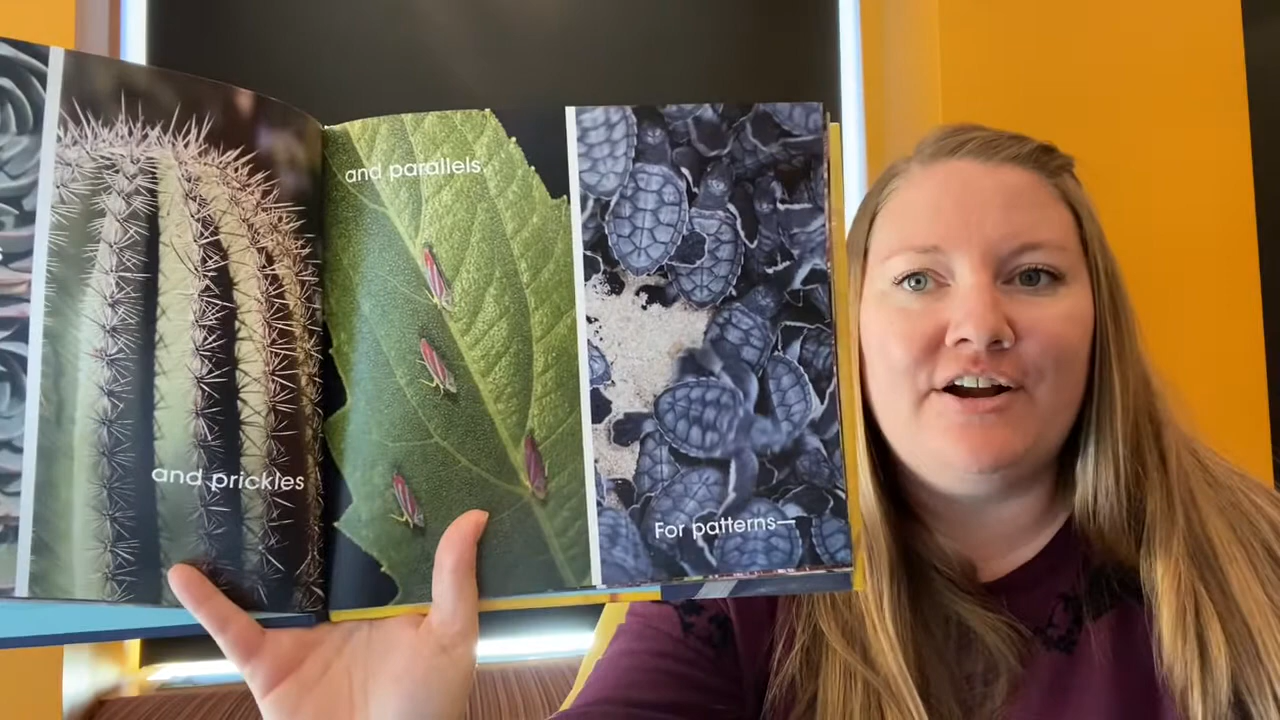 and prickles
and parallels.
For patterns—